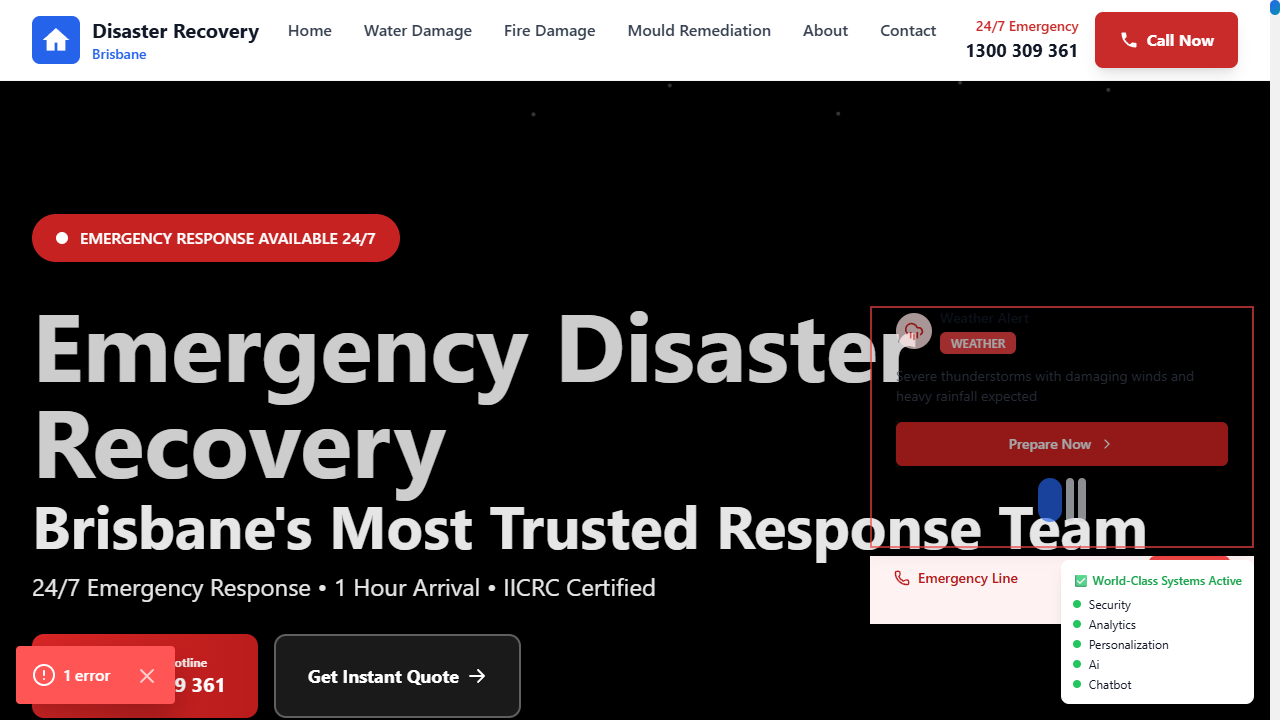 Disaster Recovery
Brisbane
Home
Water Damage
Fire Damage
Mould Remediation
About
Contact
24/7 Emergency
1300 309 361
Call Now
EMERGENCY RESPONSE AVAILABLE 24/7
Emergency Disaster
Recovery
Brisbane's Most Trusted Response Team
24/7 Emergency Response • 1 Hour Arrival • IICRC Certified
otline
9 361
Get Instant Quote
1 error
Weather Alert
WEATHER
Severe thunderstorms with damaging winds and
heavy rainfall expected
Prepare Now
Emergency Line
World-Class Systems Active
Security
Analytics
Personalization
Ai
Chatbot